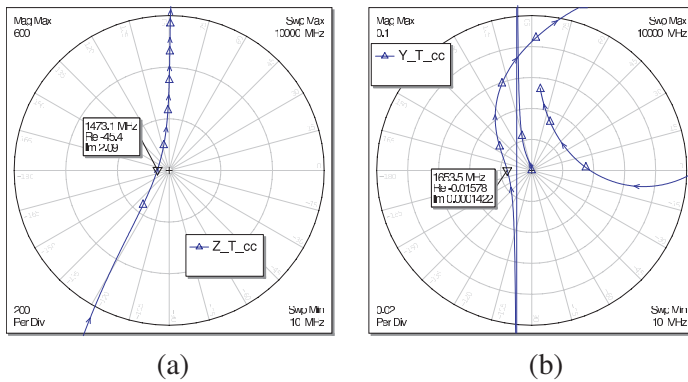 Mag Max
600
Swp Max
10000 MHz
1473.1 MHz
Re -45.4
Im 2.09
Z_T_cc
200
Per Div
Swp Min
10 MHz
(a)
Mag Max
0.1
Swp Max
10000 MHz
Y_T_cc
1653.5 MHz
Re -0.01578
Im 0.0001422
0.02
Per Div
Swp Min
10 MHz
(b)